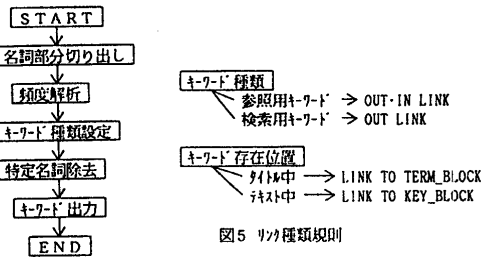 START
名詞部分切り出し
頻度解析
キーワード種類設定
特定名詞除去
キーワード出力
END
キーワード種類
参照用キーワード → OUT·IN LINK
検索用キーワード → OUT LINK
キーワード存在位置
タイトル中 → LINK TO TERM_BLOCK
テキスト中 → LINK TO KEY_BLOCK
図5 リンク種類規則